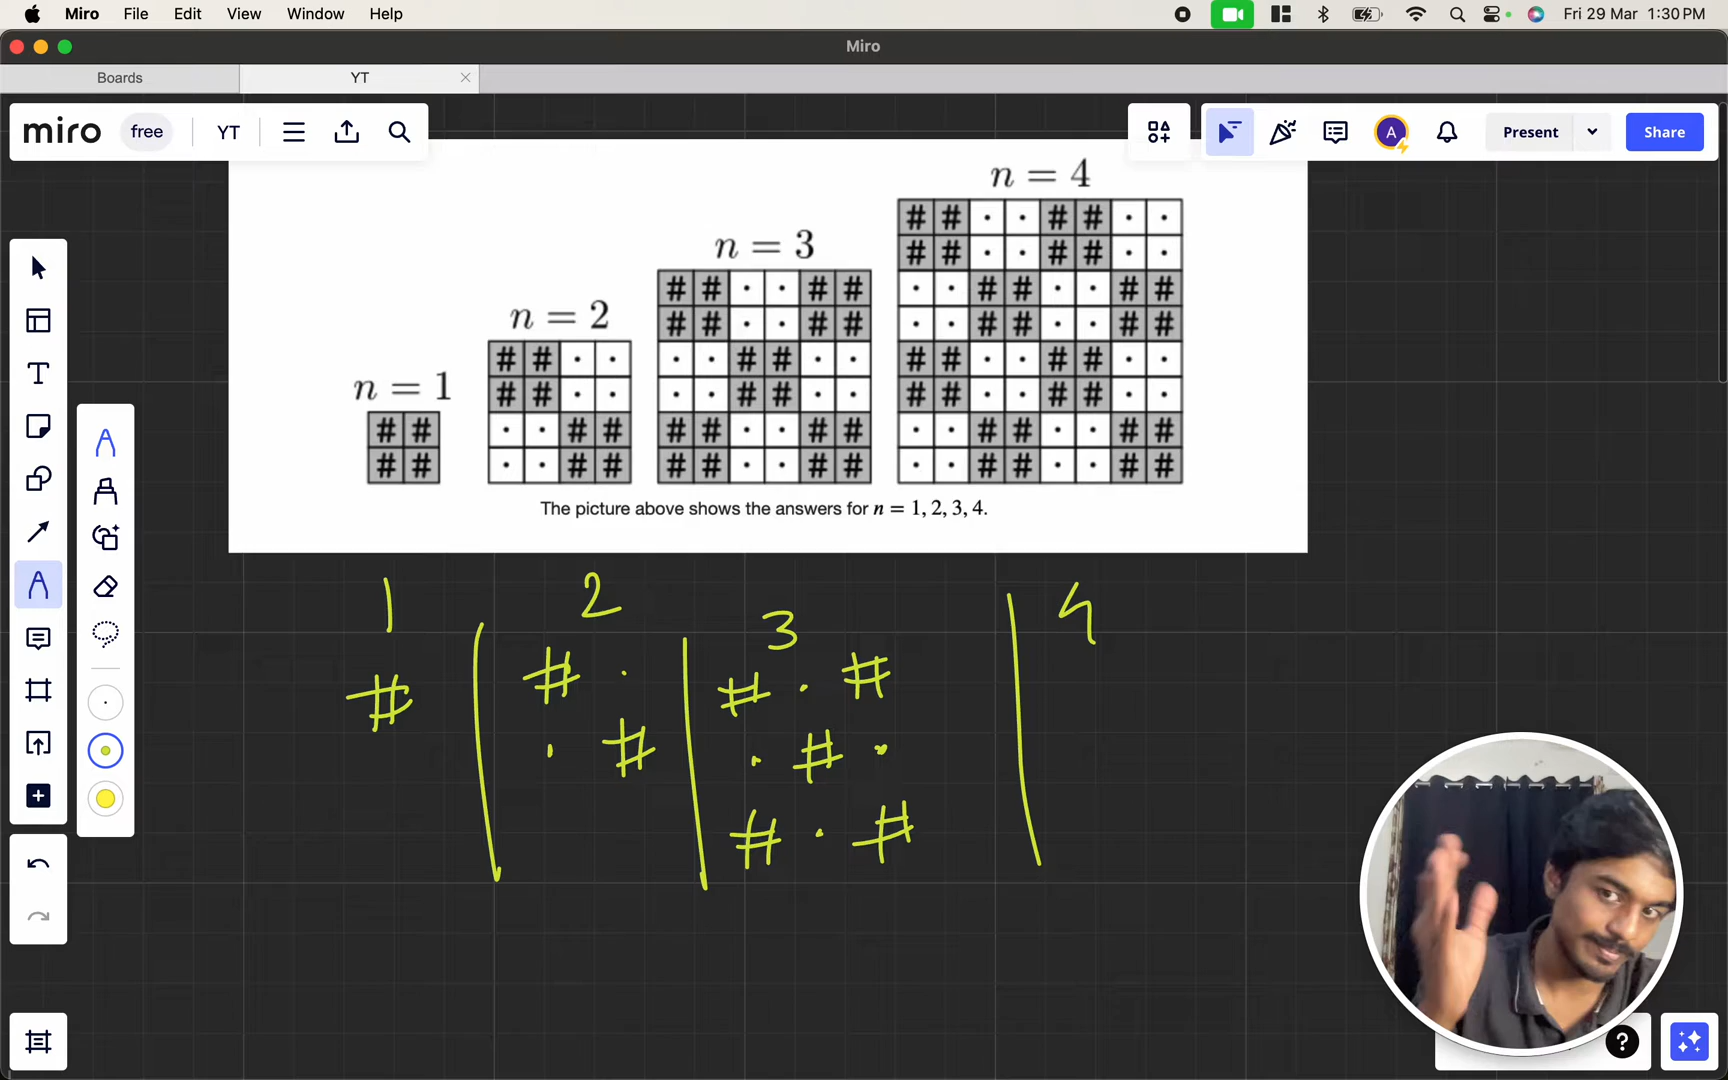 Miro File Edit View Window Help Fri 29 Mar 1:30 PM
Miro
Boards YT
miro free YT A Present Share
n = 4
# # · · # # · ·
# # · · # # · ·
· · # # · · # #
· · # # · · # #
# # · · # # · ·
# # · · # # · ·
· · # # · · # #
· · # # · · # #
n = 3
# # · · # #
# # · · # #
· · # # · ·
· · # # · ·
# # · · # #
# # · · # #
n = 2
# # · ·
# # · ·
· · # #
· · # #
n = 1
# #
# #
The picture above shows the answers for n = 1, 2, 3, 4.
1 2 3 4
#
# ·
· #
# · #
· # ·
# · #
?